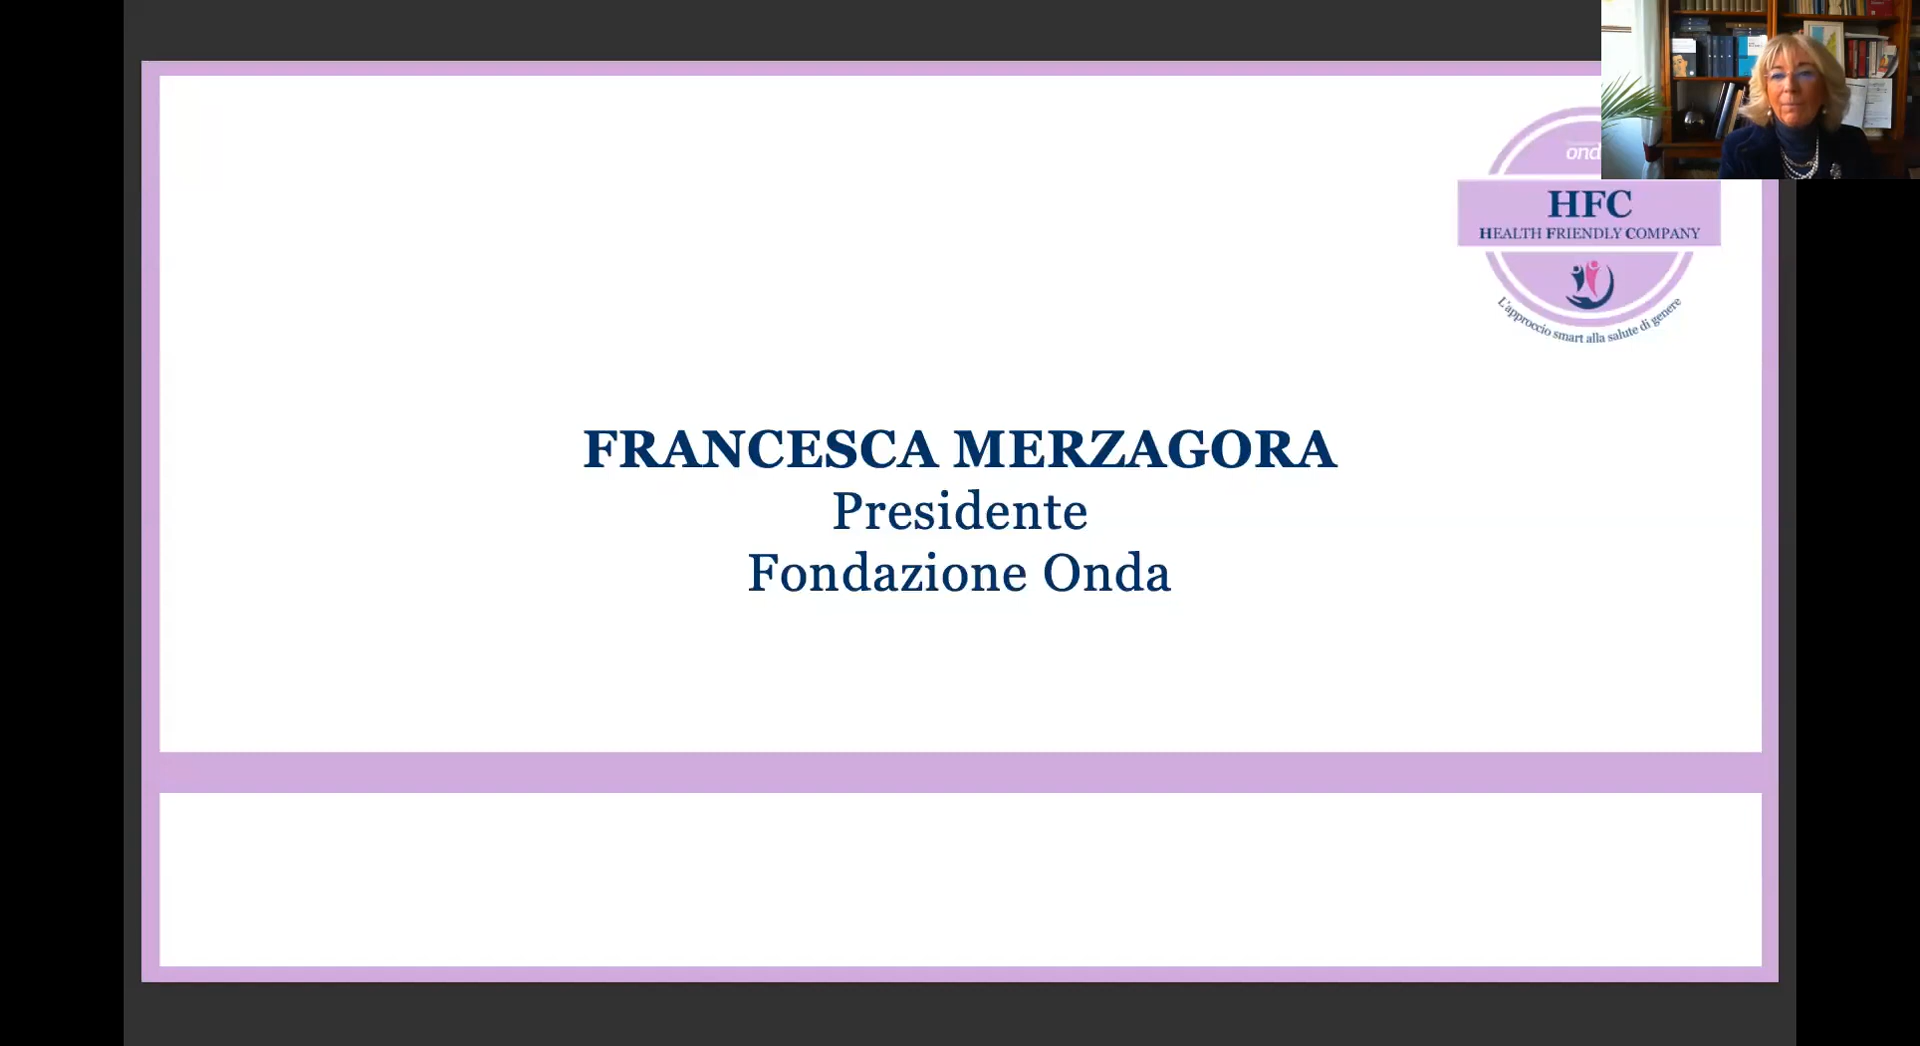 ond
HFC
HEALTH FRIENDLY COMPANY
L'approccio smart alla salute di genere
FRANCESCA MERZAGORA
Presidente
Fondazione Onda